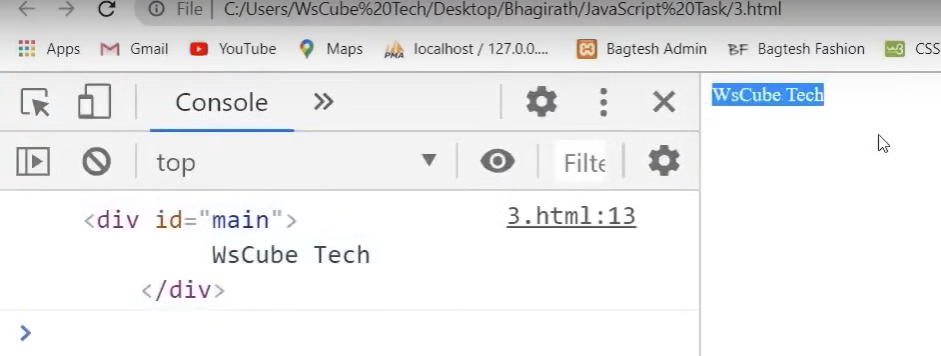 File | C:/Users/WsCube%20Tech/Desktop/Bhagirath/JavaScript%20Task/3.html
Apps Gmail YouTube Maps PMA localhost / 127.0.0.... Bagtesh Admin BF Bagtesh Fashion w3 CSS
Console »
WsCube Tech
top Filte
<div id="main"> 3.html:13
WsCube Tech
</div>